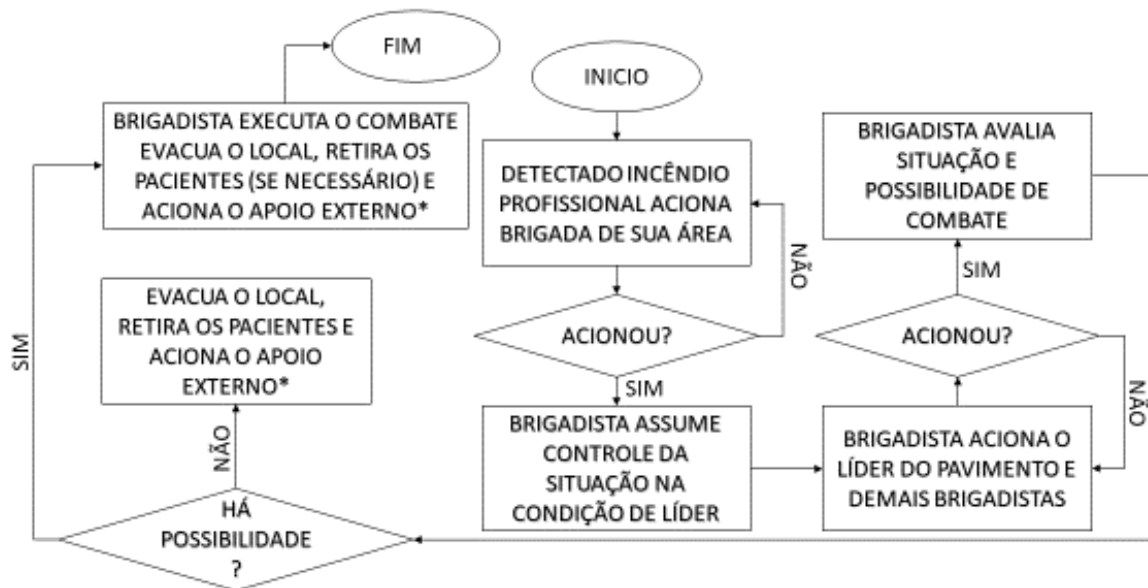 FIM
INICIO
BRIGADISTA EXECUTA O COMBATE
EVACUA O LOCAL, RETIRA OS
PACIENTES (SE NECESSÁRIO) E
ACIONA O APOIO EXTERNO*
DETECTADO INCÊNDIO
PROFISSIONAL ACIONA
BRIGADA DE SUA ÁREA
BRIGADISTA AVALIA
SITUAÇÃO E
POSSIBILIDADE DE
COMBATE
NÃO
SIM
EVACUA O LOCAL,
RETIRA OS PACIENTES E
ACIONA O APOIO
EXTERNO*
ACIONOU?
ACIONOU?
SIM
SIM
NÃO
BRIGADISTA ASSUME
CONTROLE DA
SITUAÇÃO NA
CONDIÇÃO DE LÍDER
BRIGADISTA ACIONA O
LÍDER DO PAVIMENTO E
DEMAIS BRIGADISTAS
NÃO
HÁ
POSSIBILIDADE
?